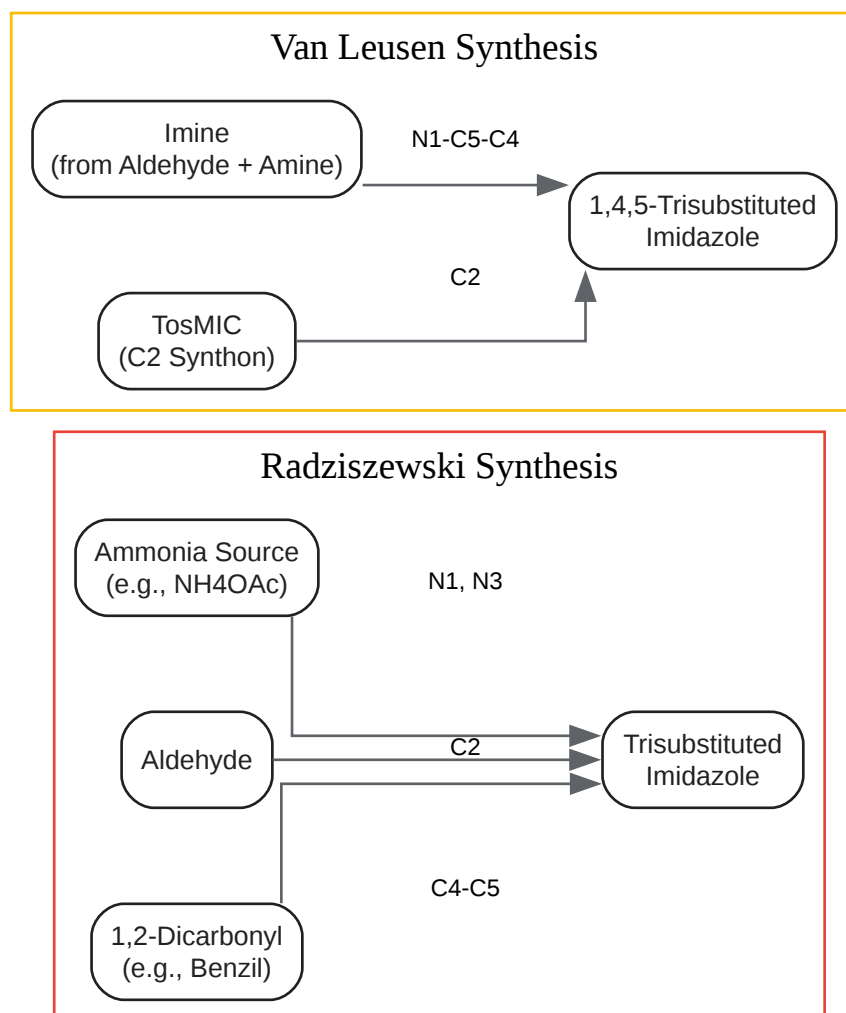 Van Leusen Synthesis
Imine
(from Aldehyde + Amine)
N1-C5-C4
1,4,5-Trisubstituted
Imidazole
C2
TosMIC
(C2 Synthon)
Radziszewski Synthesis
Ammonia Source
(e.g., NH4OAc)
N1, N3
Aldehyde
C2
Trisubstituted
Imidazole
C4-C5
1,2-Dicarbonyl
(e.g., Benzil)